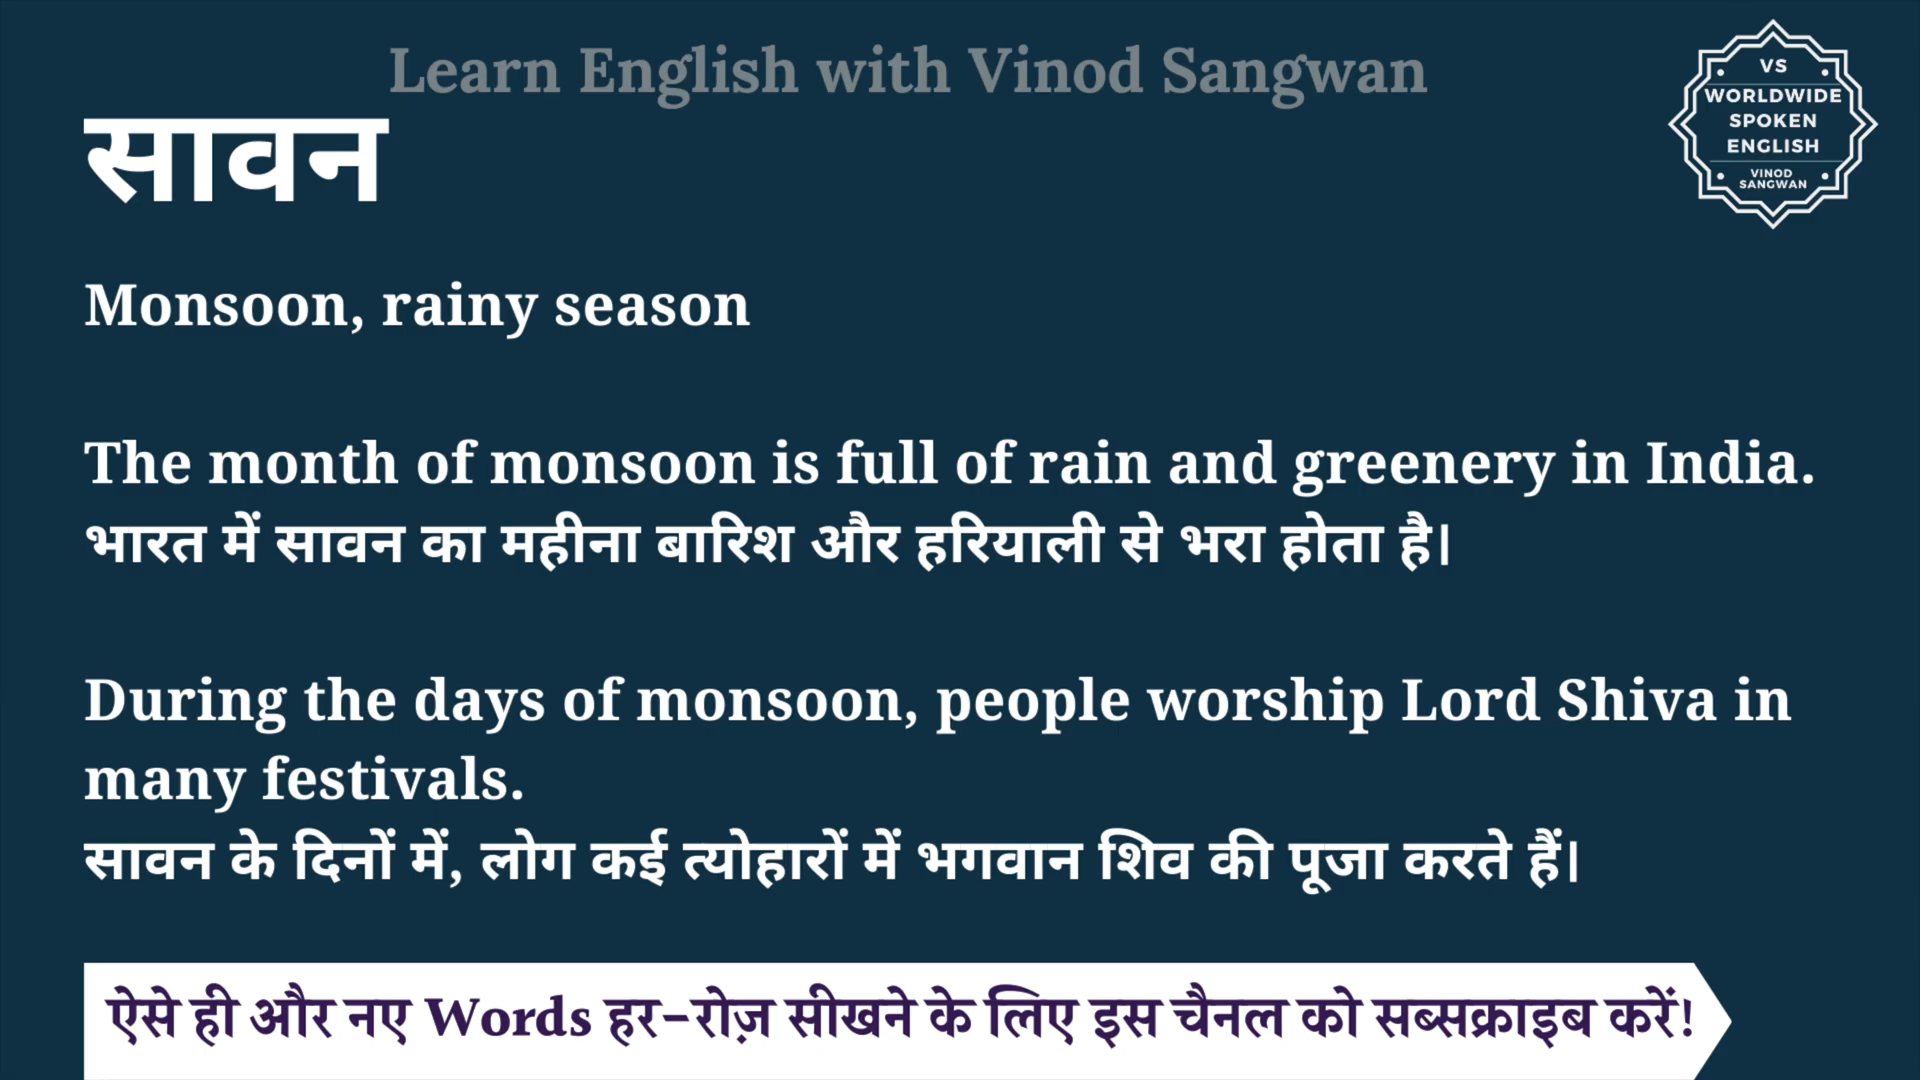 Learn English with Vinod Sangwan
VS
WORLDWIDE
SPOKEN
ENGLISH
VINOD
SANGWAN
सावन
Monsoon, rainy season
The month of monsoon is full of rain and greenery in India.
भारत में सावन का महीना बारिश और हरियाली से भरा होता है।
During the days of monsoon, people worship Lord Shiva in
many festivals.
सावन के दिनों में, लोग कई त्योहारों में भगवान शिव की पूजा करते हैं।
ऐसे ही और नए Words हर-रोज़ सीखने के लिए इस चैनल को सब्सक्राइब करें!